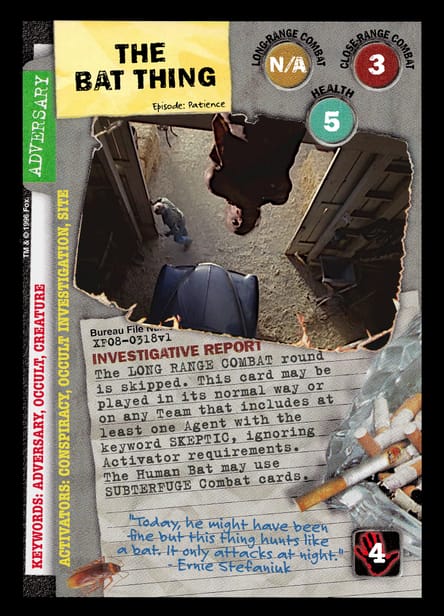 THE
BAT THING
Episode: Patience
LONG-RANGE COMBAT
N/A
CLOSE-RANGE COMBAT
3
HEALTH
5
ADVERSARY
TM & © 1996 Fox.
KEYWORDS: ADVERSARY, OCCULT, CREATURE
ACTIVATORS: CONSPIRACY, OCCULT INVESTIGATION, SITE
Bureau File
XF08-0318v1
INVESTIGATIVE REPORT
The LONG RANGE COMBAT round
is skipped. This card may be
played in its normal way or
on any Team that includes at
least one Agent with the
keyword SKEPTIC, ignoring
Activator requirements.
The Human Bat may use
SUBTERFUGE Combat cards.
"Today, he might have been
fine but this thing hunts like
a bat. It only attacks at night."
- Ernie Stefaniuk
4